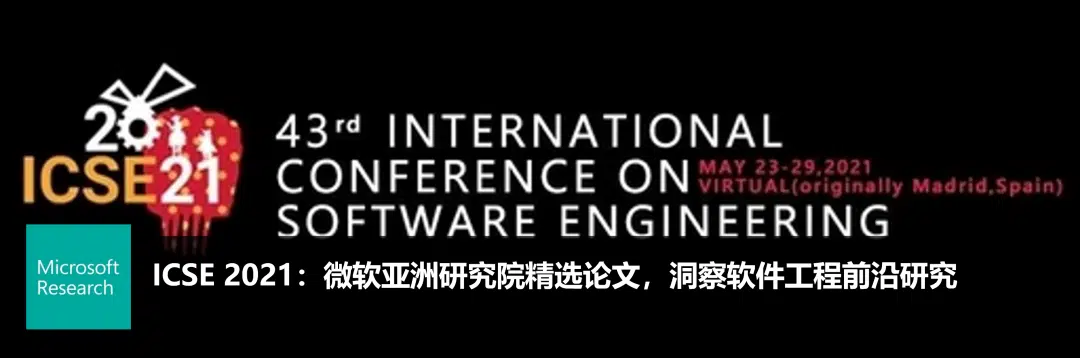 20
ICSE21
43rd INTERNATIONAL
CONFERENCE ON
MAY 23-29,2021
VIRTUAL(originally Madrid,Spain)
SOFTWARE ENGINEERING
Microsoft
Research
ICSE 2021：微软亚洲研究院精选论文，洞察软件工程前沿研究